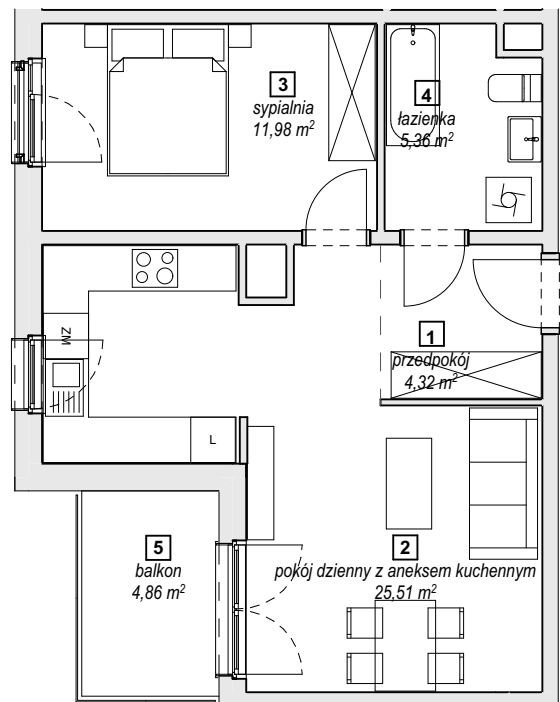 3
sypialnia
11,98 m²
4
łazienka
5,36 m²
1
przedpokój
4,32 m²
ZM
L
5
balkon
4,86 m²
2
pokój dzienny z aneksem kuchennym
25,51 m²